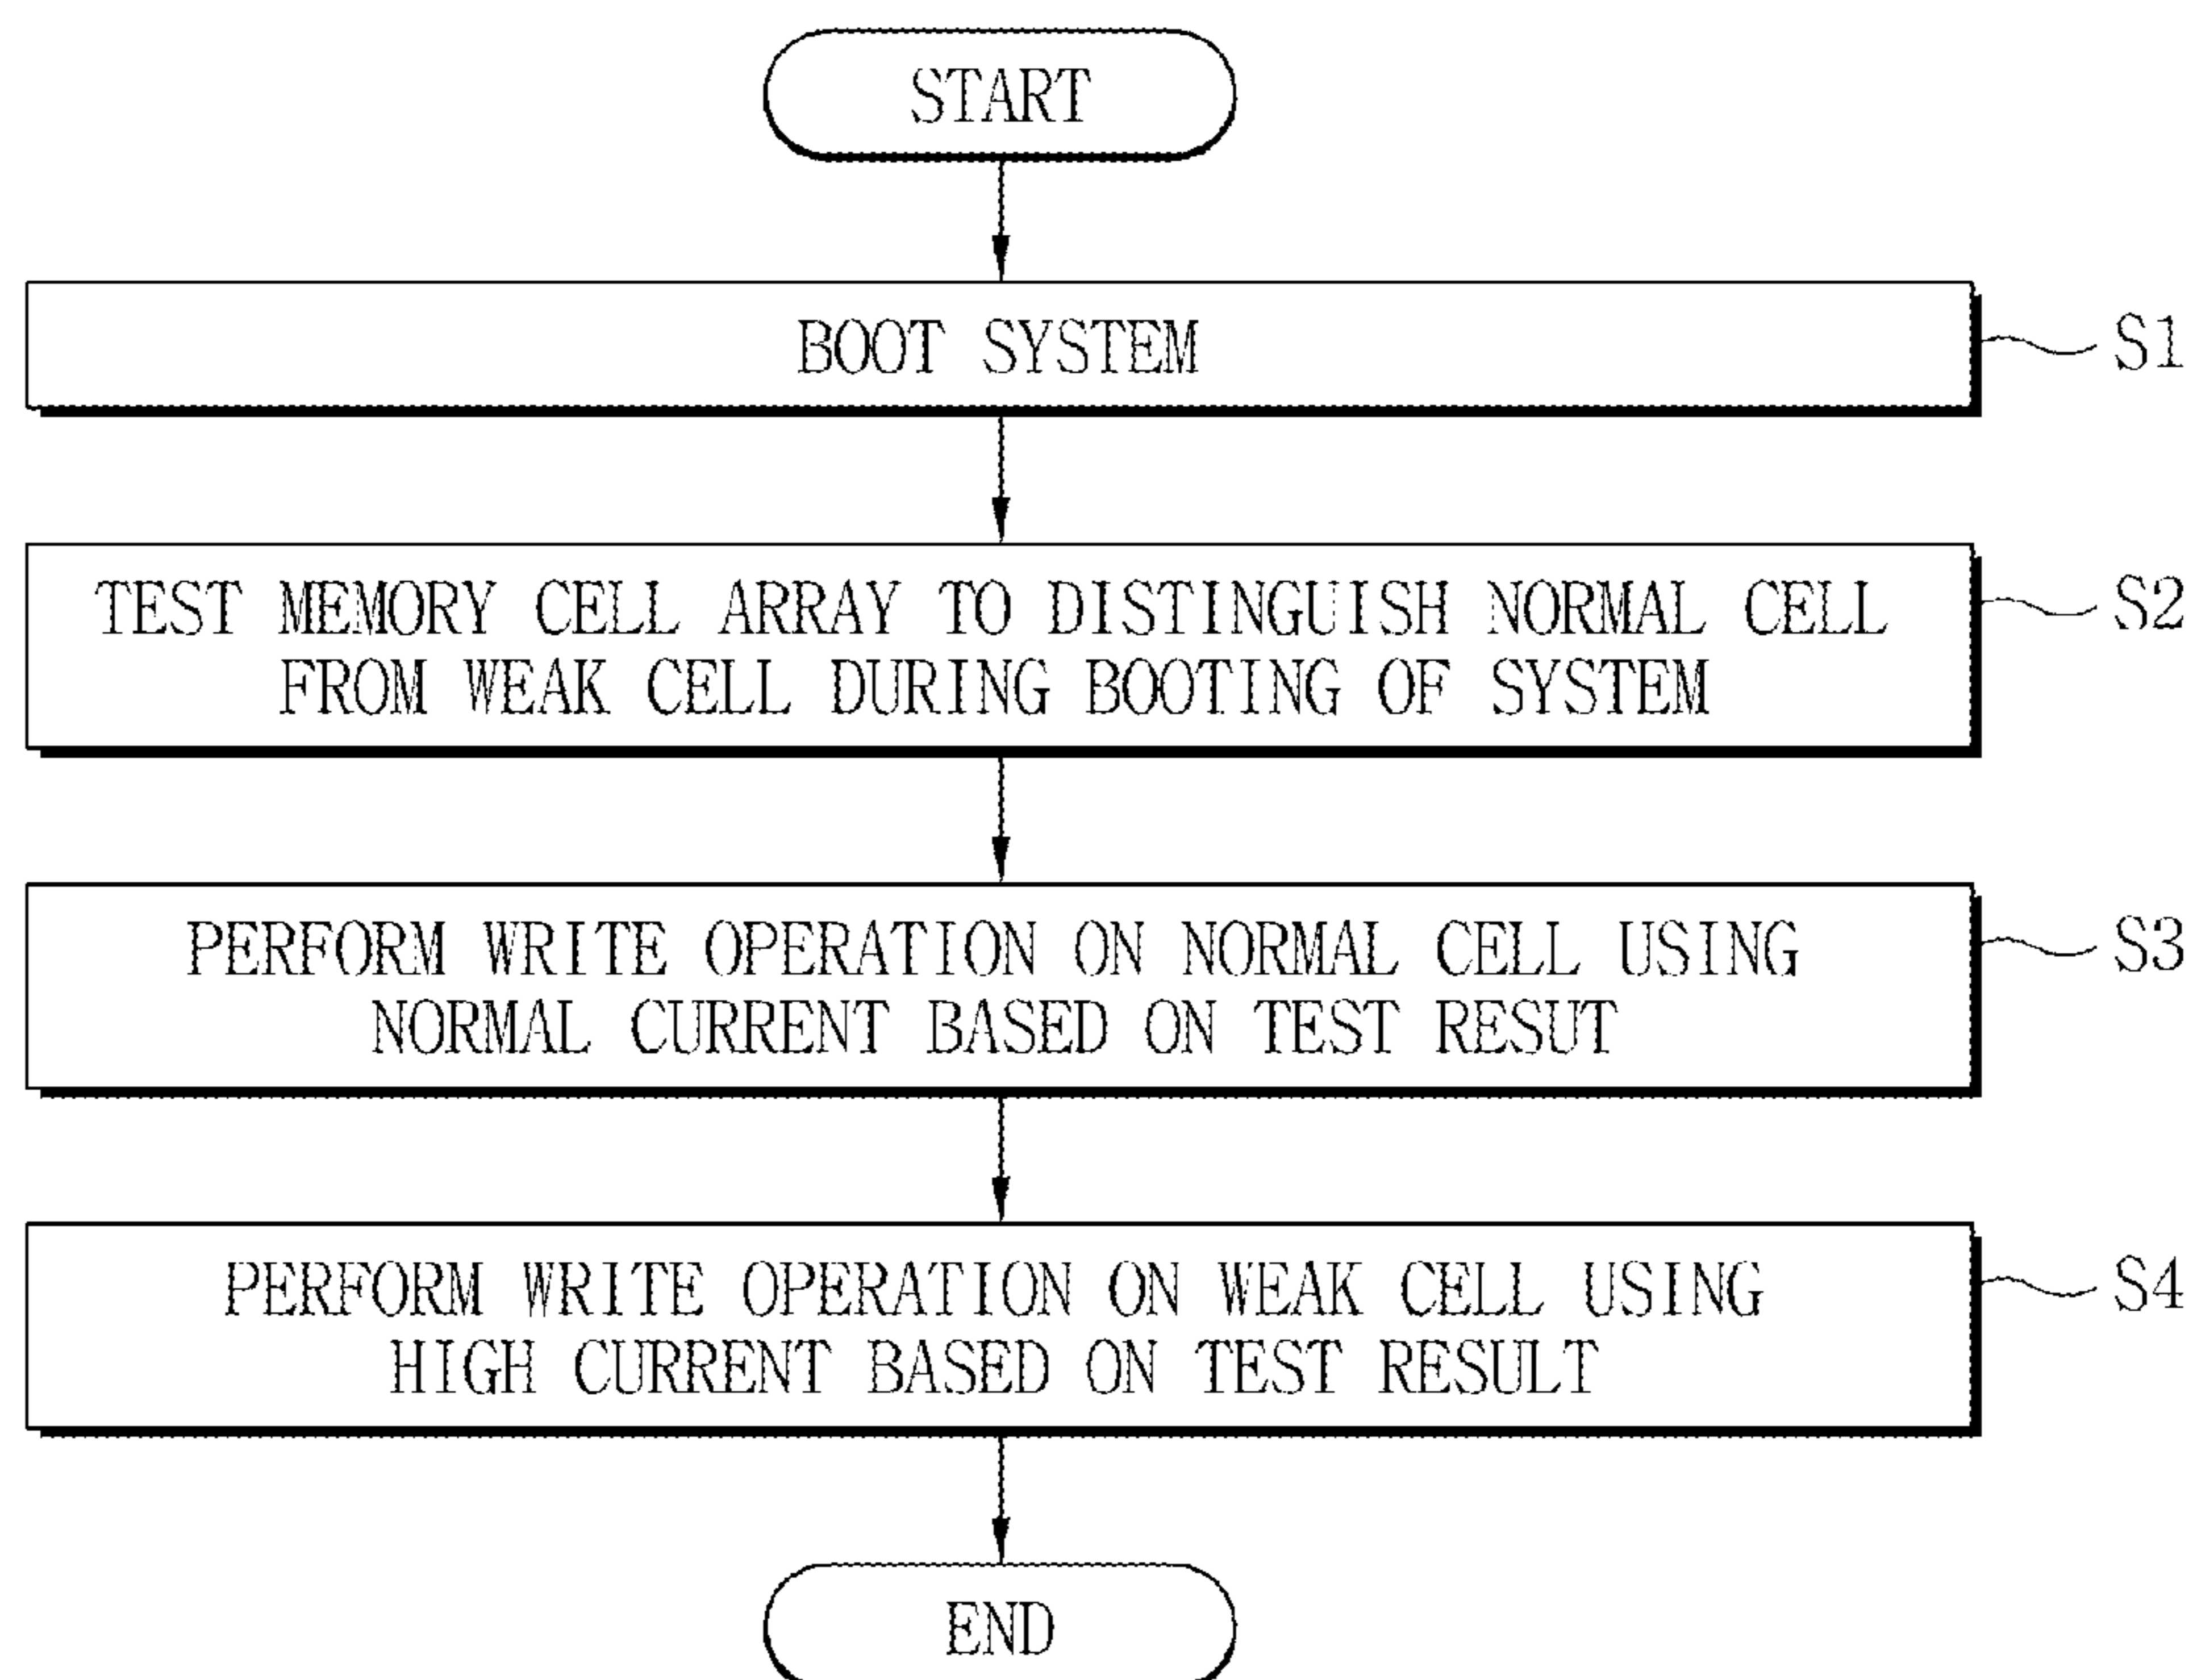 START
BOOT SYSTEM
S1
TEST MEMORY CELL ARRAY TO DISTINGUISH NORMAL CELL
FROM WEAK CELL DURING BOOTING OF SYSTEM
S2
PERFORM WRITE OPERATION ON NORMAL CELL USING
NORMAL CURRENT BASED ON TEST RESUT
S3
PERFORM WRITE OPERATION ON WEAK CELL USING
HIGH CURRENT BASED ON TEST RESULT
S4
END